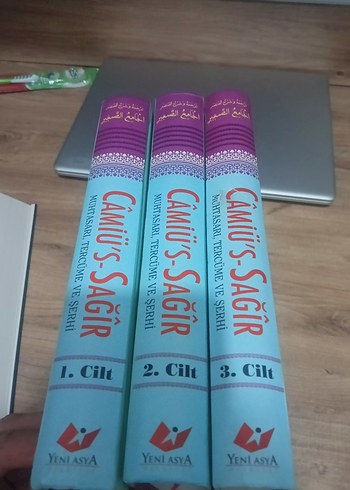 الجامع الصغير
CÂMİÜ'S-SAĞÎR
MUHTASARI, TERCÜME VE ŞERHİ
1. Cilt
YENİ ASYA
الجامع الصغير
CÂMİÜ'S-SAĞÎR
MUHTASARI, TERCÜME VE ŞERHİ
2. Cilt
YENİ ASYA
الجامع الصغير
CÂMİÜ'S-SAĞÎR
MUHTASARI, TERCÜME VE ŞERHİ
3. Cilt
YENİ ASYA